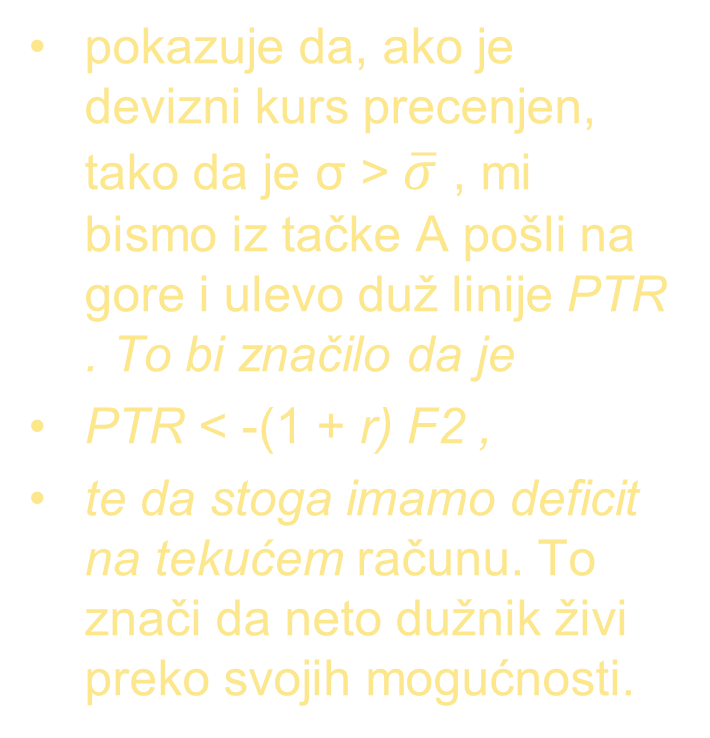 • pokazuje da, ako je
devizni kurs precenjen,
tako da je σ > σ̅ , mi
bismo iz tačke A pošli na
gore i ulevo duž linije PTR
. To bi značilo da je
• PTR < -(1 + r) F2 ,
• te da stoga imamo deficit
na tekućem računu. To
znači da neto dužnik živi
preko svojih mogućnosti.